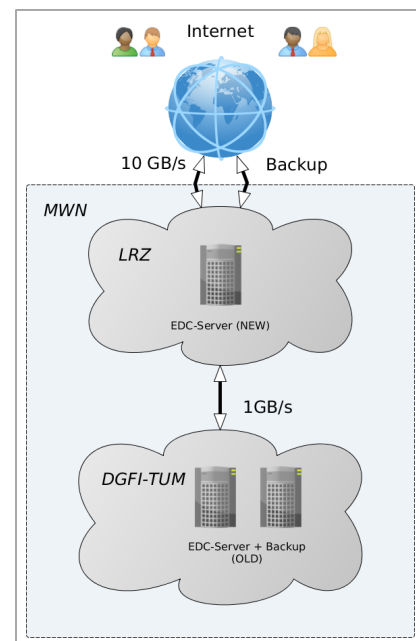 Internet
10 GB/s
Backup
MWN
LRZ
EDC-Server (NEW)
1GB/s
DGFI-TUM
EDC-Server + Backup
(OLD)